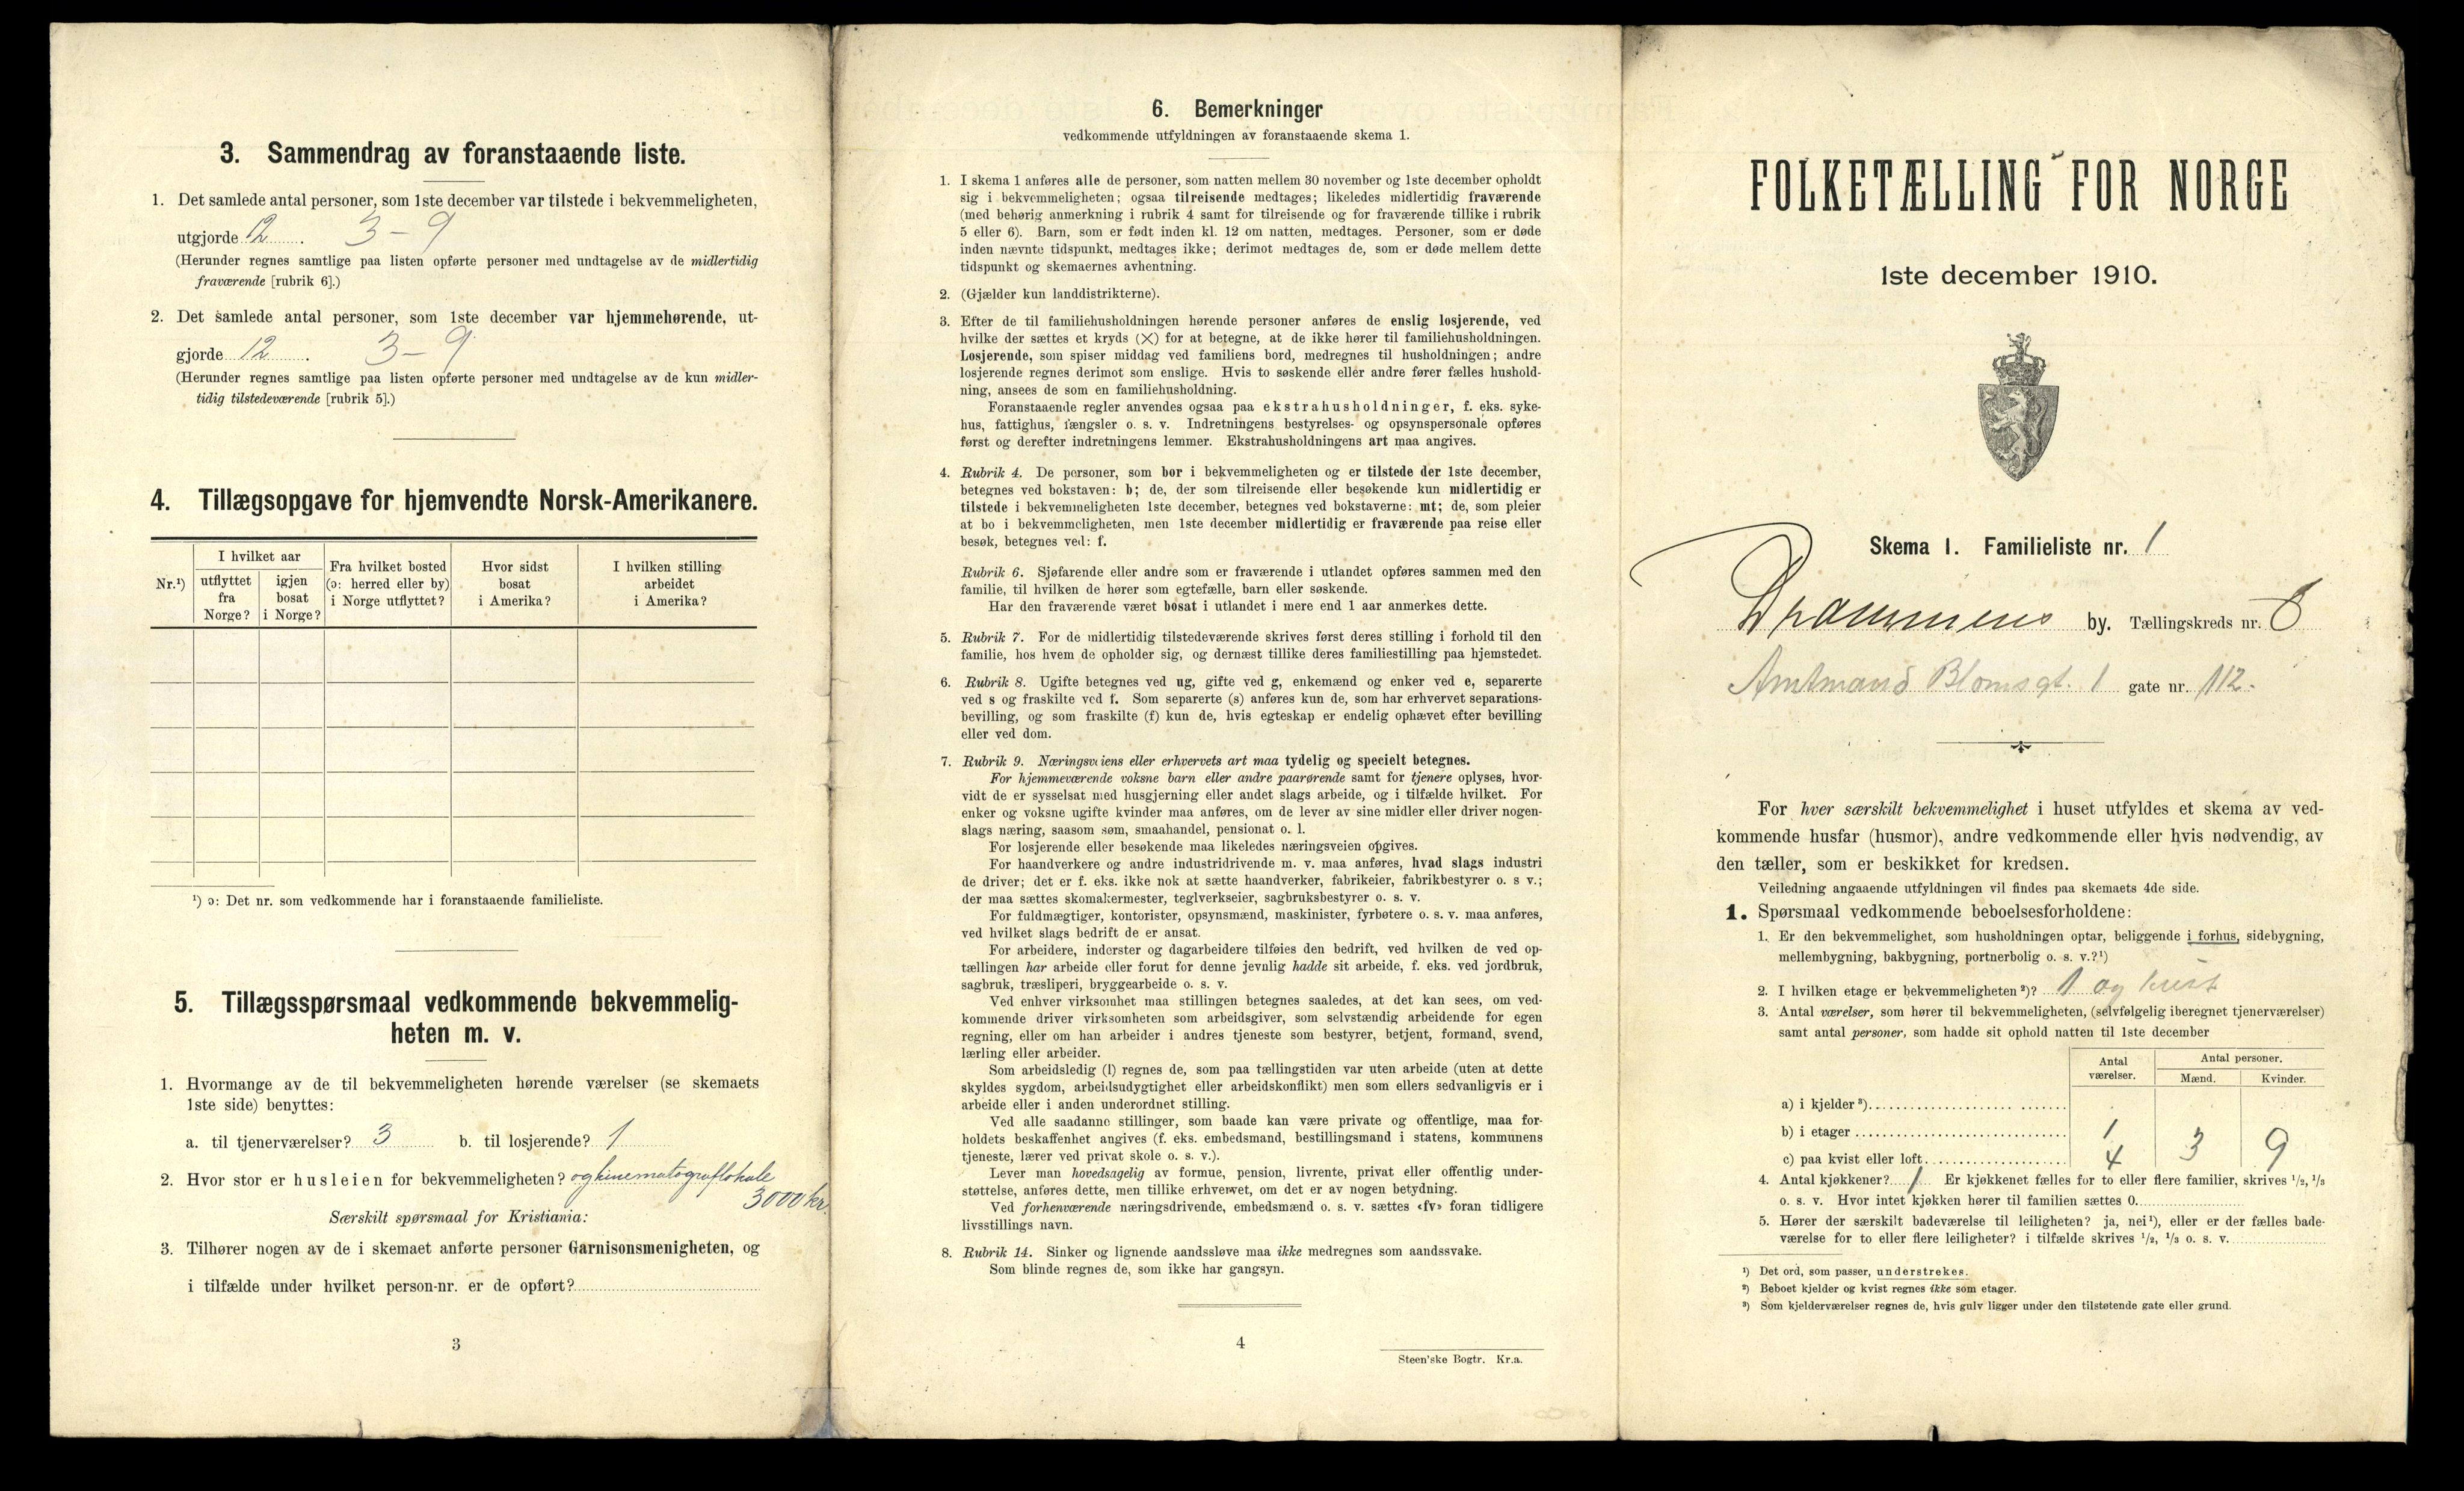 3. Sammendrag av foranstaaende liste.
1. Det samlede antal personer, som 1ste december var tilstede i bekvemmeligheten,
utgjorde 12. 3 – 9
(Herunder regnes samtlige paa listen opførte personer med undtagelse av de midlertidig
fraværende [rubrik 6].)
2. Det samlede antal personer, som 1ste december var hjemmehørende, ut-
gjorde 12. 3 – 9
(Herunder regnes samtlige paa listen opførte personer med undtagelse av de kun midler-
tidig tilstedeværende [rubrik 5].)
4. Tillægsopgave for hjemvendte Norsk-Amerikanere.
Nr.¹)
I hvilket aar
utflyttet
fra
Norge?
igjen
bosat
i Norge?
Fra hvilket bosted
(ɔ: herred eller by)
i Norge utflyttet?
Hvor sidst
bosat
i Amerika?
I hvilken stilling
arbeidet
i Amerika?
¹) ɔ: Det nr. som vedkommende har i foranstaaende familieliste.
5. Tillægsspørsmaal vedkommende bekvemmelig-
heten m. v.
1. Hvormange av de til bekvemmeligheten hørende værelser (se skemaets
1ste side) benyttes:
a. til tjenerværelser? 3 b. til losjerende? 1
2. Hvor stor er husleien for bekvemmeligheten? og kinematograflokale
3000 kr.
Særskilt spørsmaal for Kristiania:
3. Tilhører nogen av de i skemaet anførte personer Garnisonsmenigheten, og
i tilfælde under hvilket person-nr. er de opført?
3
6. Bemerkninger
vedkommende utfyldningen av foranstaaende skema 1.
1. I skema 1 anføres alle de personer, som natten mellem 30 november og 1ste december opholdt
sig i bekvemmeligheten; ogsaa tilreisende medtages; likeledes midlertidig fraværende
(med behørig anmerkning i rubrik 4 samt for tilreisende og for fraværende tillike i rubrik
5 eller 6). Barn, som er født inden kl. 12 om natten, medtages. Personer, som er døde
inden nævnte tidspunkt, medtages ikke; derimot medtages de, som er døde mellem dette
tidspunkt og skemaernes avhentning.
2. (Gjælder kun landdistrikterne).
3. Efter de til familiehusholdningen hørende personer anføres de enslig losjerende, ved
hvilke der sættes et kryds (×) for at betegne, at de ikke hører til familiehusholdningen.
Losjerende, som spiser middag ved familiens bord, medregnes til husholdningen; andre
losjerende regnes derimot som enslige. Hvis to søskende eller andre fører fælles hushold-
ning, ansees de som en familiehusholdning.
Foranstaaende regler anvendes ogsaa paa ekstrahusholdninger, f. eks. syke-
hus, fattighus, fængsler o. s. v. Indretningens bestyrelses- og opsynspersonale opføres
først og derefter indretningens lemmer. Ekstrahusholdningens art maa angives.
4. Rubrik 4. De personer, som bor i bekvemmeligheten og er tilstede der 1ste december,
betegnes ved bokstaven: b; de, der som tilreisende eller besøkende kun midlertidig er
tilstede i bekvemmeligheten 1ste december, betegnes ved bokstaverne: mt; de, som pleier
at bo i bekvemmeligheten, men 1ste december midlertidig er fraværende paa reise eller
besøk, betegnes ved: f.
Rubrik 6. Sjøfarende eller andre som er fraværende i utlandet opføres sammen med den
familie, til hvilken de hører som egtefælle, barn eller søskende.
Har den fraværende været bosat i utlandet i mere end 1 aar anmerkes dette.
5. Rubrik 7. For de midlertidig tilstedeværende skrives først deres stilling i forhold til den
familie, hos hvem de opholder sig, og dernæst tillike deres familiestilling paa hjemstedet.
6. Rubrik 8. Ugifte betegnes ved ug, gifte ved g, enkemænd og enker ved e, separerte
ved s og fraskilte ved f. Som separerte (s) anføres kun de, som har erhvervet separations-
bevilling, og som fraskilte (f) kun de, hvis egteskap er endelig ophævet efter bevilling
eller ved dom.
7. Rubrik 9. Næringsveiens eller erhvervets art maa tydelig og specielt betegnes.
For hjemmeværende voksne barn eller andre paarørende samt for tjenere oplyses, hvor-
vidt de er sysselsat med husgjerning eller andet slags arbeide, og i tilfælde hvilket. For
enker og voksne ugifte kvinder maa anføres, om de lever av sine midler eller driver nogen-
slags næring, saasom søm, smaahandel, pensionat o. l.
For losjerende eller besøkende maa likeledes næringsveien opgives.
For haandverkere og andre industridrivende m. v. maa anføres, hvad slags industri
de driver; det er f. eks. ikke nok at sætte haandverker, fabrikeier, fabrikbestyrer o. s v.;
der maa sættes skomakermester, teglverkseier, sagbruksbestyrer o. s. v.
For fuldmægtiger, kontorister, opsynsmænd, maskinister, fyrbøtere o. s. v. maa anføres,
ved hvilket slags bedrift de er ansat.
For arbeidere, inderster og dagarbeidere tilføies den bedrift, ved hvilken de ved op-
tællingen har arbeide eller forut for denne jevnlig hadde sit arbeide, f. eks. ved jordbruk,
sagbruk, træsliperi, bryggearbeide o. s. v.
Ved enhver virksomhet maa stillingen betegnes saaledes, at det kan sees, om ved-
kommende driver virksomheten som arbeidsgiver, som selvstændig arbeidende for egen
regning, eller om han arbeider i andres tjeneste som bestyrer, betjent, formand, svend,
lærling eller arbeider.
Som arbeidsledig (l) regnes de, som paa tællingstiden var uten arbeide (uten at dette
skyldes sygdom, arbeidsudygtighet eller arbeidskonflikt) men som ellers sedvanligvis er i
arbeide eller i anden underordnet stilling.
Ved alle saadanne stillinger, som baade kan være private og offentlige, maa for-
holdets beskaffenhet angives (f. eks. embedsmand, bestillingsmand i statens, kommunens
tjeneste, lærer ved privat skole o. s. v.).
Lever man hovedsagelig av formue, pension, livrente, privat eller offentlig under-
støttelse, anføres dette, men tillike erhvervet, om det er av nogen betydning.
Ved forhenværende næringsdrivende, embedsmænd o. s. v. sættes «fv» foran tidligere
livsstillings navn.
8. Rubrik 14. Sinker og lignende aandssløve maa ikke medregnes som aandssvake.
Som blinde regnes de, som ikke har gangsyn.
4
Steen'ske Bogtr. Kr.a.
FOLKETÆLLING FOR NORGE
1ste december 1910.
Skema 1. Familieliste nr. 1
Drammens by. Tællingskreds nr. 8
Amtmand Blomsgt. 1 gate nr. 112.
For hver særskilt bekvemmelighet i huset utfyldes et skema av ved-
kommende husfar (husmor), andre vedkommende eller hvis nødvendig, av
den tæller, som er beskikket for kredsen.
Veiledning angaaende utfyldningen vil findes paa skemaets 4de side.
1. Spørsmaal vedkommende beboelsesforholdene:
1. Er den bekvemmelighet, som husholdningen optar, beliggende i forhus, sidebygning,
mellembygning, bakbygning, portnerbolig o. s. v.?¹)
2. I hvilken etage er bekvemmeligheten²)? 1 og kvist
3. Antal værelser, som hører til bekvemmeligheten, (selvfølgelig iberegnet tjenerværelser)
samt antal personer, som hadde sit ophold natten til 1ste december
Antal
værelser.
Antal personer.
Mænd. Kvinder.
a) i kjelder³)
b) i etager 1
c) paa kvist eller loft. 4 3 9
4. Antal kjøkkener? 1 Er kjøkkenet fælles for to eller flere familier, skrives 1/2, 1/3
o. s. v. Hvor intet kjøkken hører til familien sættes 0.
5. Hører der særskilt badeværelse til leiligheten? ja, nei¹), eller er der fælles bade-
værelse for to eller flere leiligheter? i tilfælde skrives 1/2, 1/3 o. s. v.
¹) Det ord, som passer, understrekes.
²) Beboet kjelder og kvist regnes ikke som etager.
³) Som kjelderværelser regnes de, hvis gulv ligger under den tilstøtende gate eller grund.